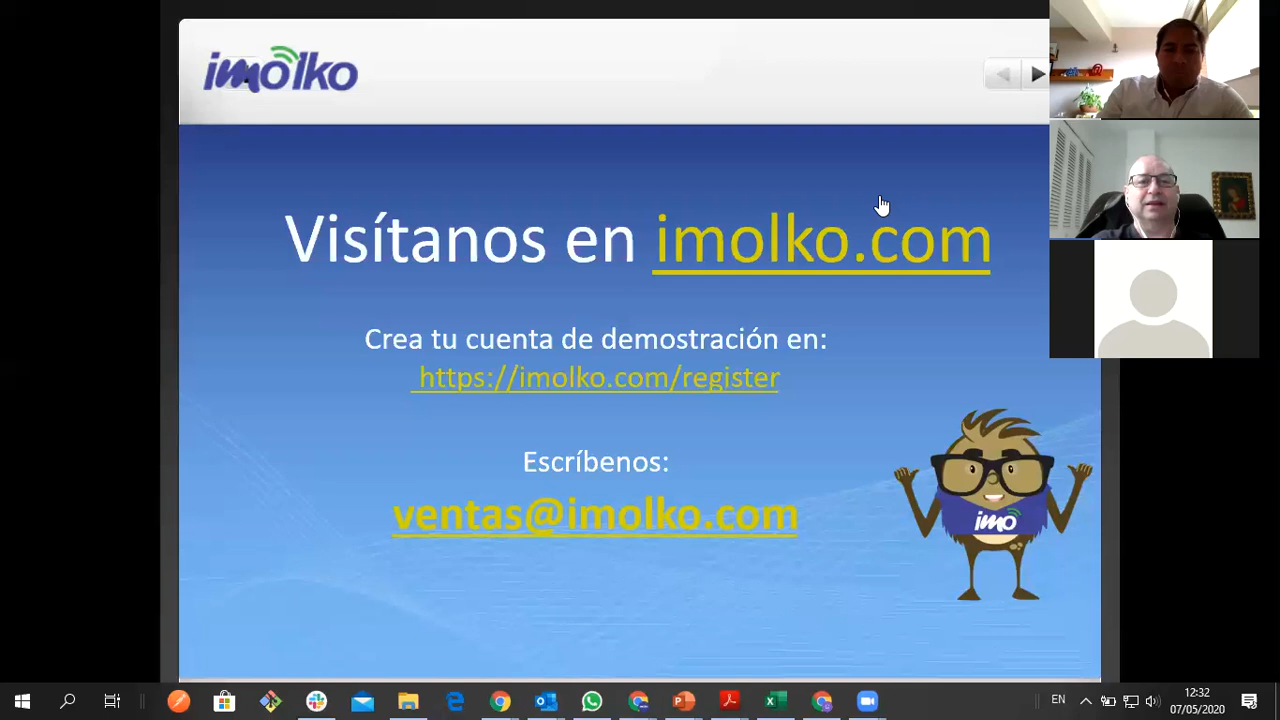 imolko
Visítanos en imolko.com
Crea tu cuenta de demostración en:
https://imolko.com/register
Escríbenos:
ventas@imolko.com
imo
EN
12:32
07/05/2020